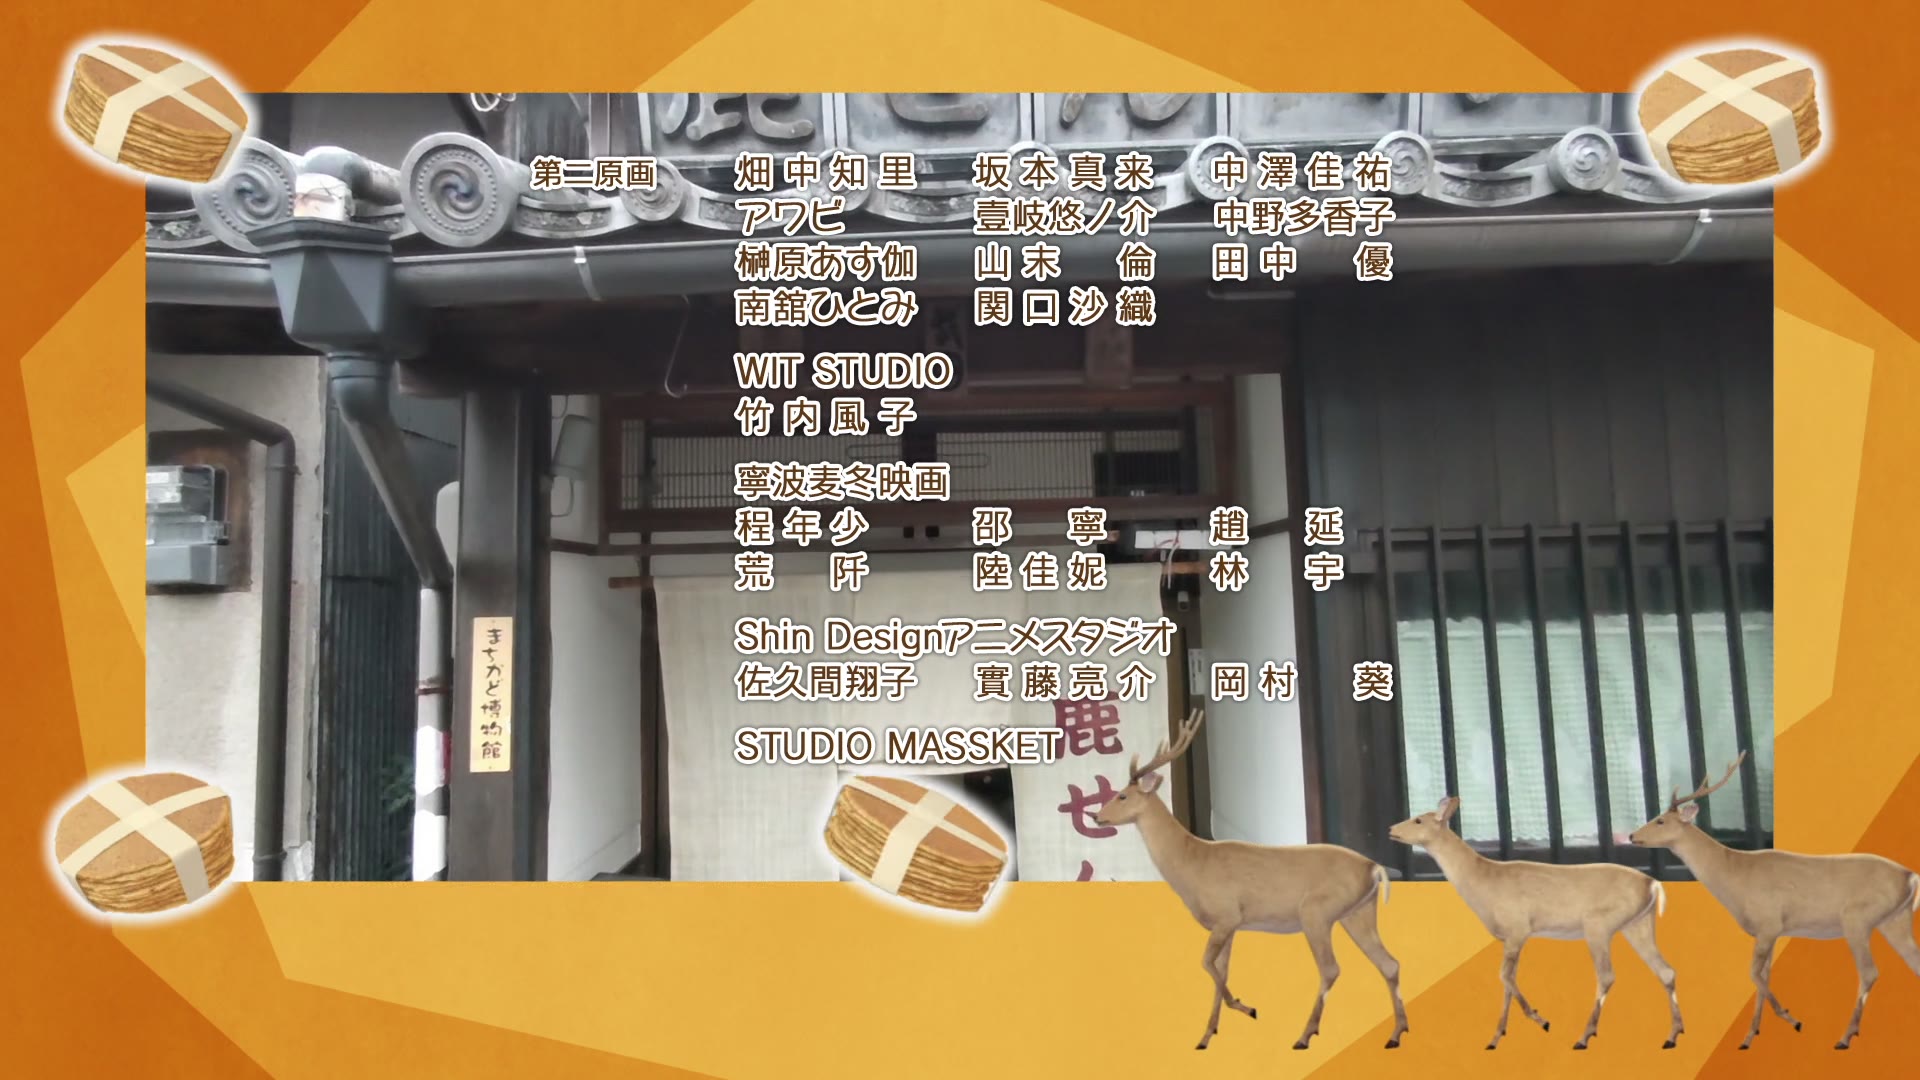 第二原画 畑中知里 坂本真来 中澤佳祐
アワビ 壹岐悠ノ介 中野多香子
榊原あす伽 山末倫 田中優
南舘ひとみ 関口沙織
WIT STUDIO
竹内風子
寧波麦冬映画
程年少 邵寧 趙延
荒阡 陸佳妮 林宇
Shin Designアニメスタジオ
佐久間翔子 實藤亮介 岡村葵
STUDIO MASSKET
まちかど博物館
鹿せん